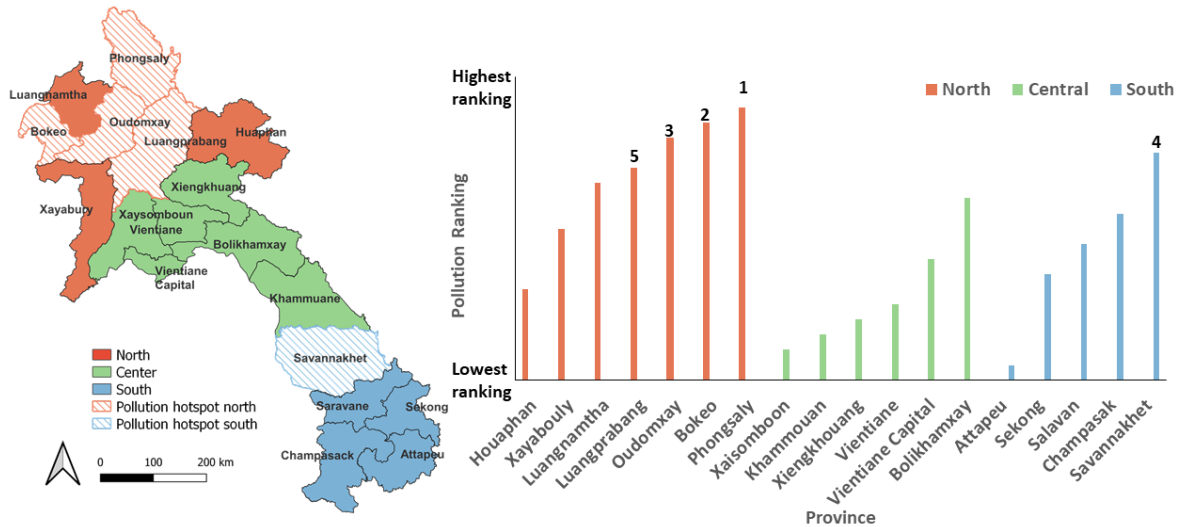 Phongsaly
Luangnamtha
Bokeo
Oudomxay
Luangprabang
Huaphan
Xiengkhuang
Xayabury
Xaysomboun
Vientiane
Bolikhamxay
Vientiane
Capital
Khammuane
Savannakhet
Saravane
Sekong
Champasack
Attapeu
North
Center
South
Pollution hotspot north
Pollution hotspot south
0 100 200 km
Highest
ranking
Pollution Ranking
Lowest
ranking
North Central South
5
3
2
1
4
Houaphan
Xayabouly
Luangnamtha
Luangprabang
Oudomxay
Bokeo
Phongsaly
Xaisomboon
Khammouan
Xiengkhouang
Vientiane
Vientiane Capital
Bolikhamxay
Attapeu
Sekong
Salavan
Champasak
Savannakhet
Province